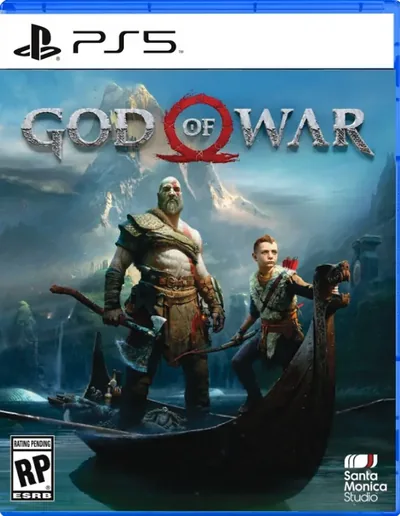 PS5
GOD OF WAR
RATING PENDING
RP
ESRB
Santa
Monica
Studio